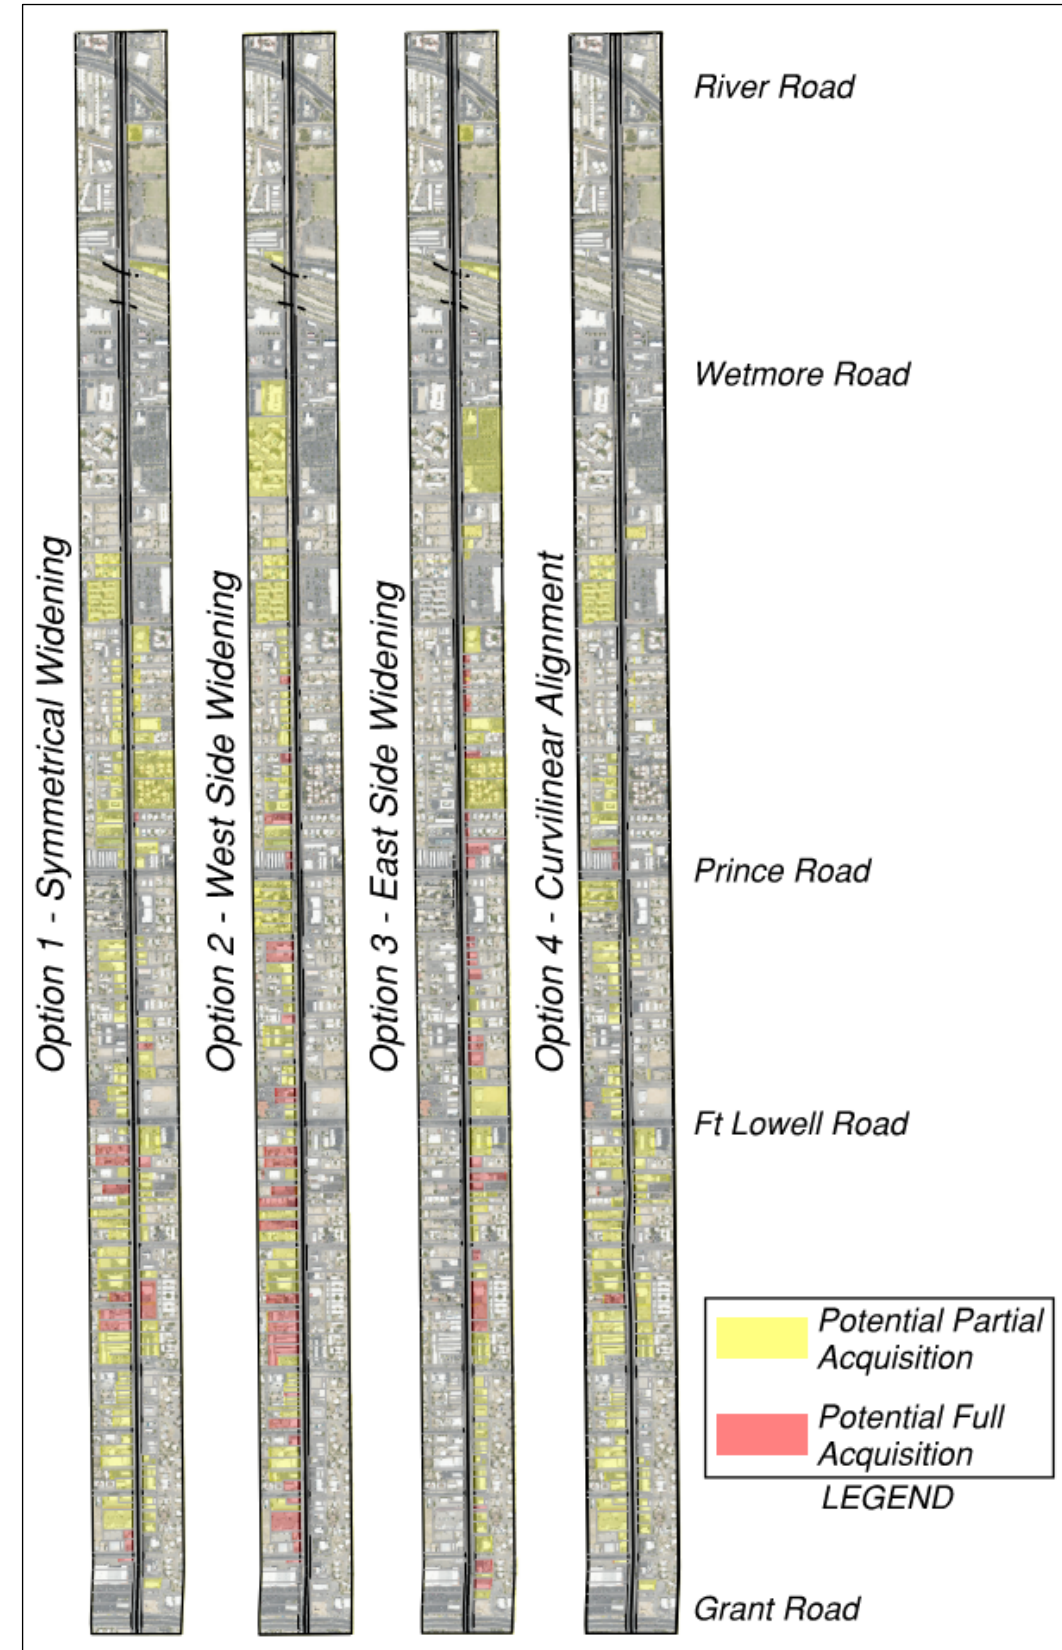 Option 1 - Symmetrical Widening
Option 2 - West Side Widening
Option 3 - East Side Widening
Option 4 - Curvilinear Alignment
River Road
Wetmore Road
Prince Road
Ft Lowell Road
Potential Partial
Acquisition
Potential Full
Acquisition
LEGEND
Grant Road